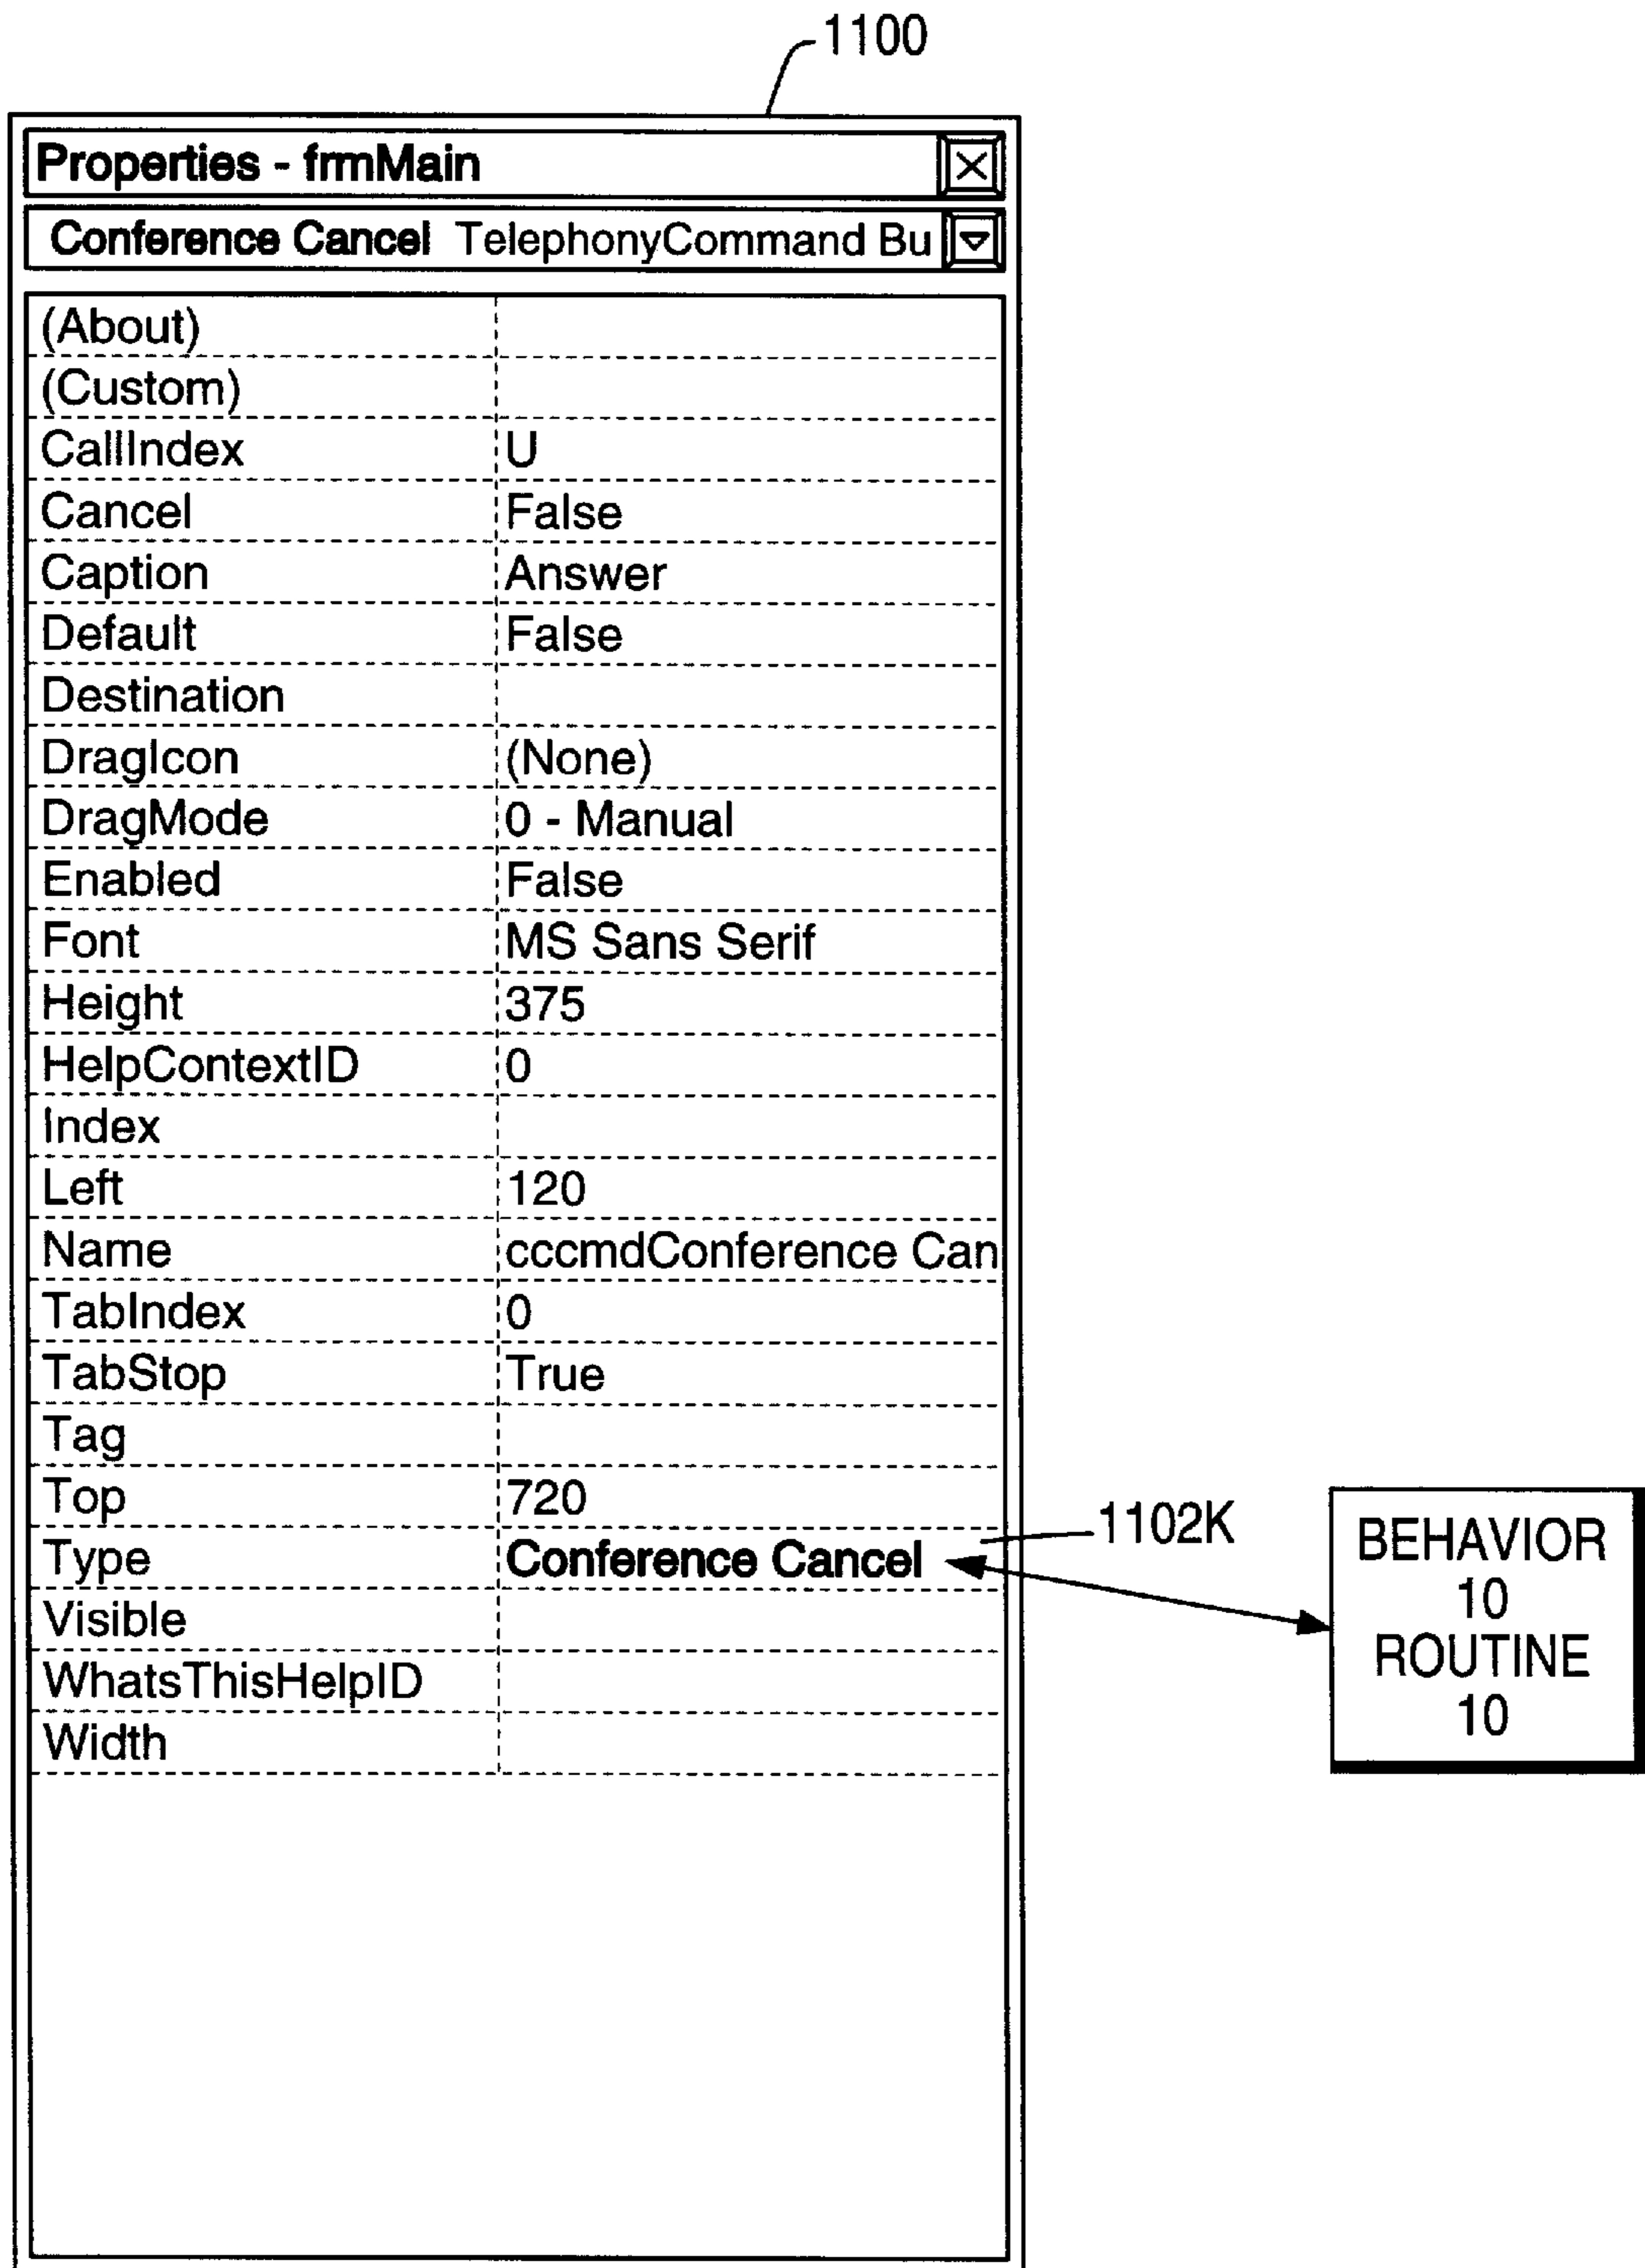 1100
Properties - frmMain
Conference Cancel TelephonyCommand Bu
(About)
(Custom)
CallIndex U
Cancel False
Caption Answer
Default False
Destination
DragIcon (None)
DragMode 0 - Manual
Enabled False
Font MS Sans Serif
Height 375
HelpContextID 0
Index
Left 120
Name cccmdConference Can
TabIndex 0
TabStop True
Tag
Top 720
Type Conference Cancel
1102K
Visible
WhatsThisHelpID
Width
BEHAVIOR
10
ROUTINE
10